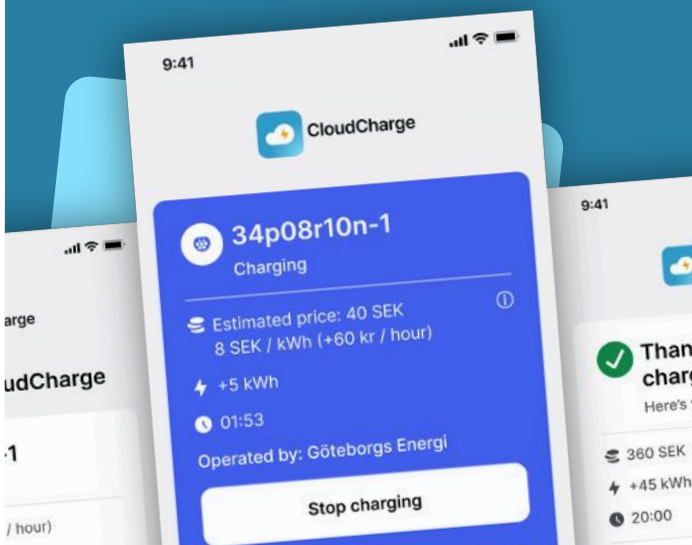 9:41
CloudCharge
34p08r10n-1
Charging
Estimated price: 40 SEK
8 SEK / kWh (+60 kr / hour)
+5 kWh
01:53
Operated by: Göteborgs Energi
Stop charging
arge
udCharge
-1
/ hour)
9:41
Than
charg
Here's
360 SEK
+45 kWh
20:00